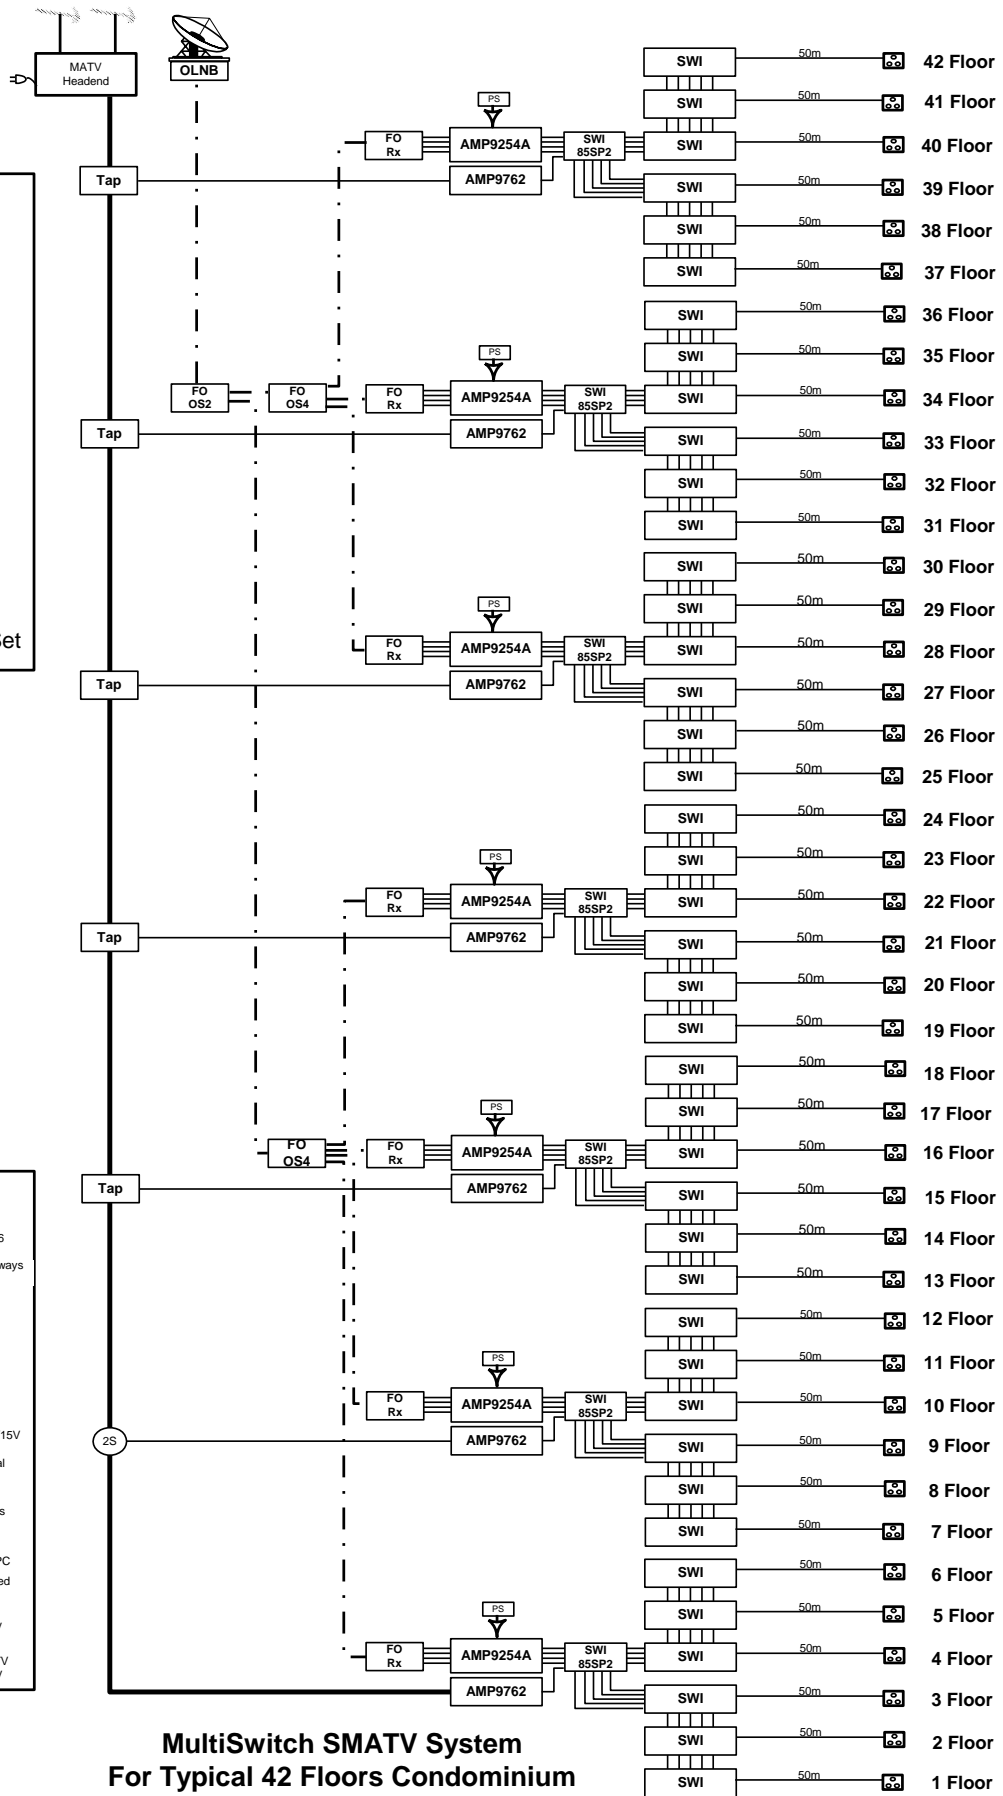 MATV
Headend
OLNB
SWI 50m 42 Floor
PS
SWI 50m 41 Floor
FO
Rx
AMP9254A
SWI
85SP2
SWI 50m 40 Floor
Tap
AMP9762
SWI 50m 39 Floor
SWI 50m 38 Floor
SWI 50m 37 Floor
SWI 50m 36 Floor
PS
SWI 50m 35 Floor
FO
OS2
FO
OS4
FO
Rx
AMP9254A
SWI
85SP2
SWI 50m 34 Floor
Tap
AMP9762
SWI 50m 33 Floor
SWI 50m 32 Floor
SWI 50m 31 Floor
SWI 50m 30 Floor
PS
SWI 50m 29 Floor
FO
Rx
AMP9254A
SWI
85SP2
SWI 50m 28 Floor
Tap
AMP9762
SWI 50m 27 Floor
SWI 50m 26 Floor
SWI 50m 25 Floor
SWI 50m 24 Floor
PS
SWI 50m 23 Floor
FO
Rx
AMP9254A
SWI
85SP2
SWI 50m 22 Floor
Tap
AMP9762
SWI 50m 21 Floor
SWI 50m 20 Floor
SWI 50m 19 Floor
SWI 50m 18 Floor
PS
SWI 50m 17 Floor
FO
OS4
FO
Rx
AMP9254A
SWI
85SP2
SWI 50m 16 Floor
Tap
AMP9762
SWI 50m 15 Floor
SWI 50m 14 Floor
SWI 50m 13 Floor
SWI 50m 12 Floor
PS
SWI 50m 11 Floor
FO
Rx
AMP9254A
SWI
85SP2
SWI 50m 10 Floor
2S
AMP9762
SWI 50m 9 Floor
SWI 50m 8 Floor
SWI 50m 7 Floor
SWI 50m 6 Floor
PS
SWI 50m 5 Floor
FO
Rx
AMP9254A
SWI
85SP2
SWI 50m 4 Floor
AMP9762
SWI 50m 3 Floor
SWI 50m 2 Floor
SWI 50m 1 Floor
15V
MultiSwitch SMATV System
For Typical 42 Floors Condominium